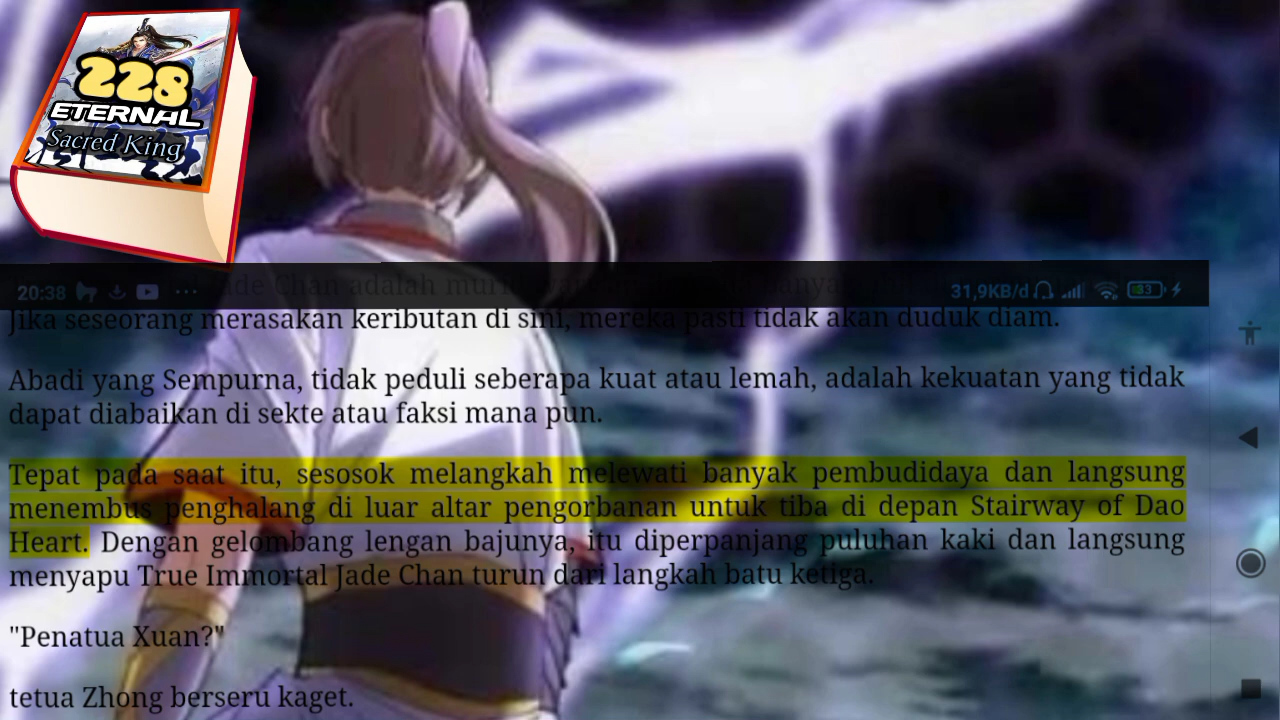 228
ETERNAL
Sacred King
Jade Chan adalah
20:38
31,9KB/d
33
Jika seseorang merasakan keributan di sini, mereka pasti tidak akan duduk diam.
Abadi yang Sempurna, tidak peduli seberapa kuat atau lemah, adalah kekuatan yang tidak
dapat diabaikan di sekte atau faksi mana pun.
Tepat pada saat itu, sesosok melangkah melewati banyak pembudidaya dan langsung
menembus penghalang di luar altar pengorbanan untuk tiba di depan Stairway of Dao
Heart. Dengan gelombang lengan bajunya, itu diperpanjang puluhan kaki dan langsung
menyapu True Immortal Jade Chan turun dari langkah batu ketiga.
"Penatua Xuan?"
tetua Zhong berseru kaget.